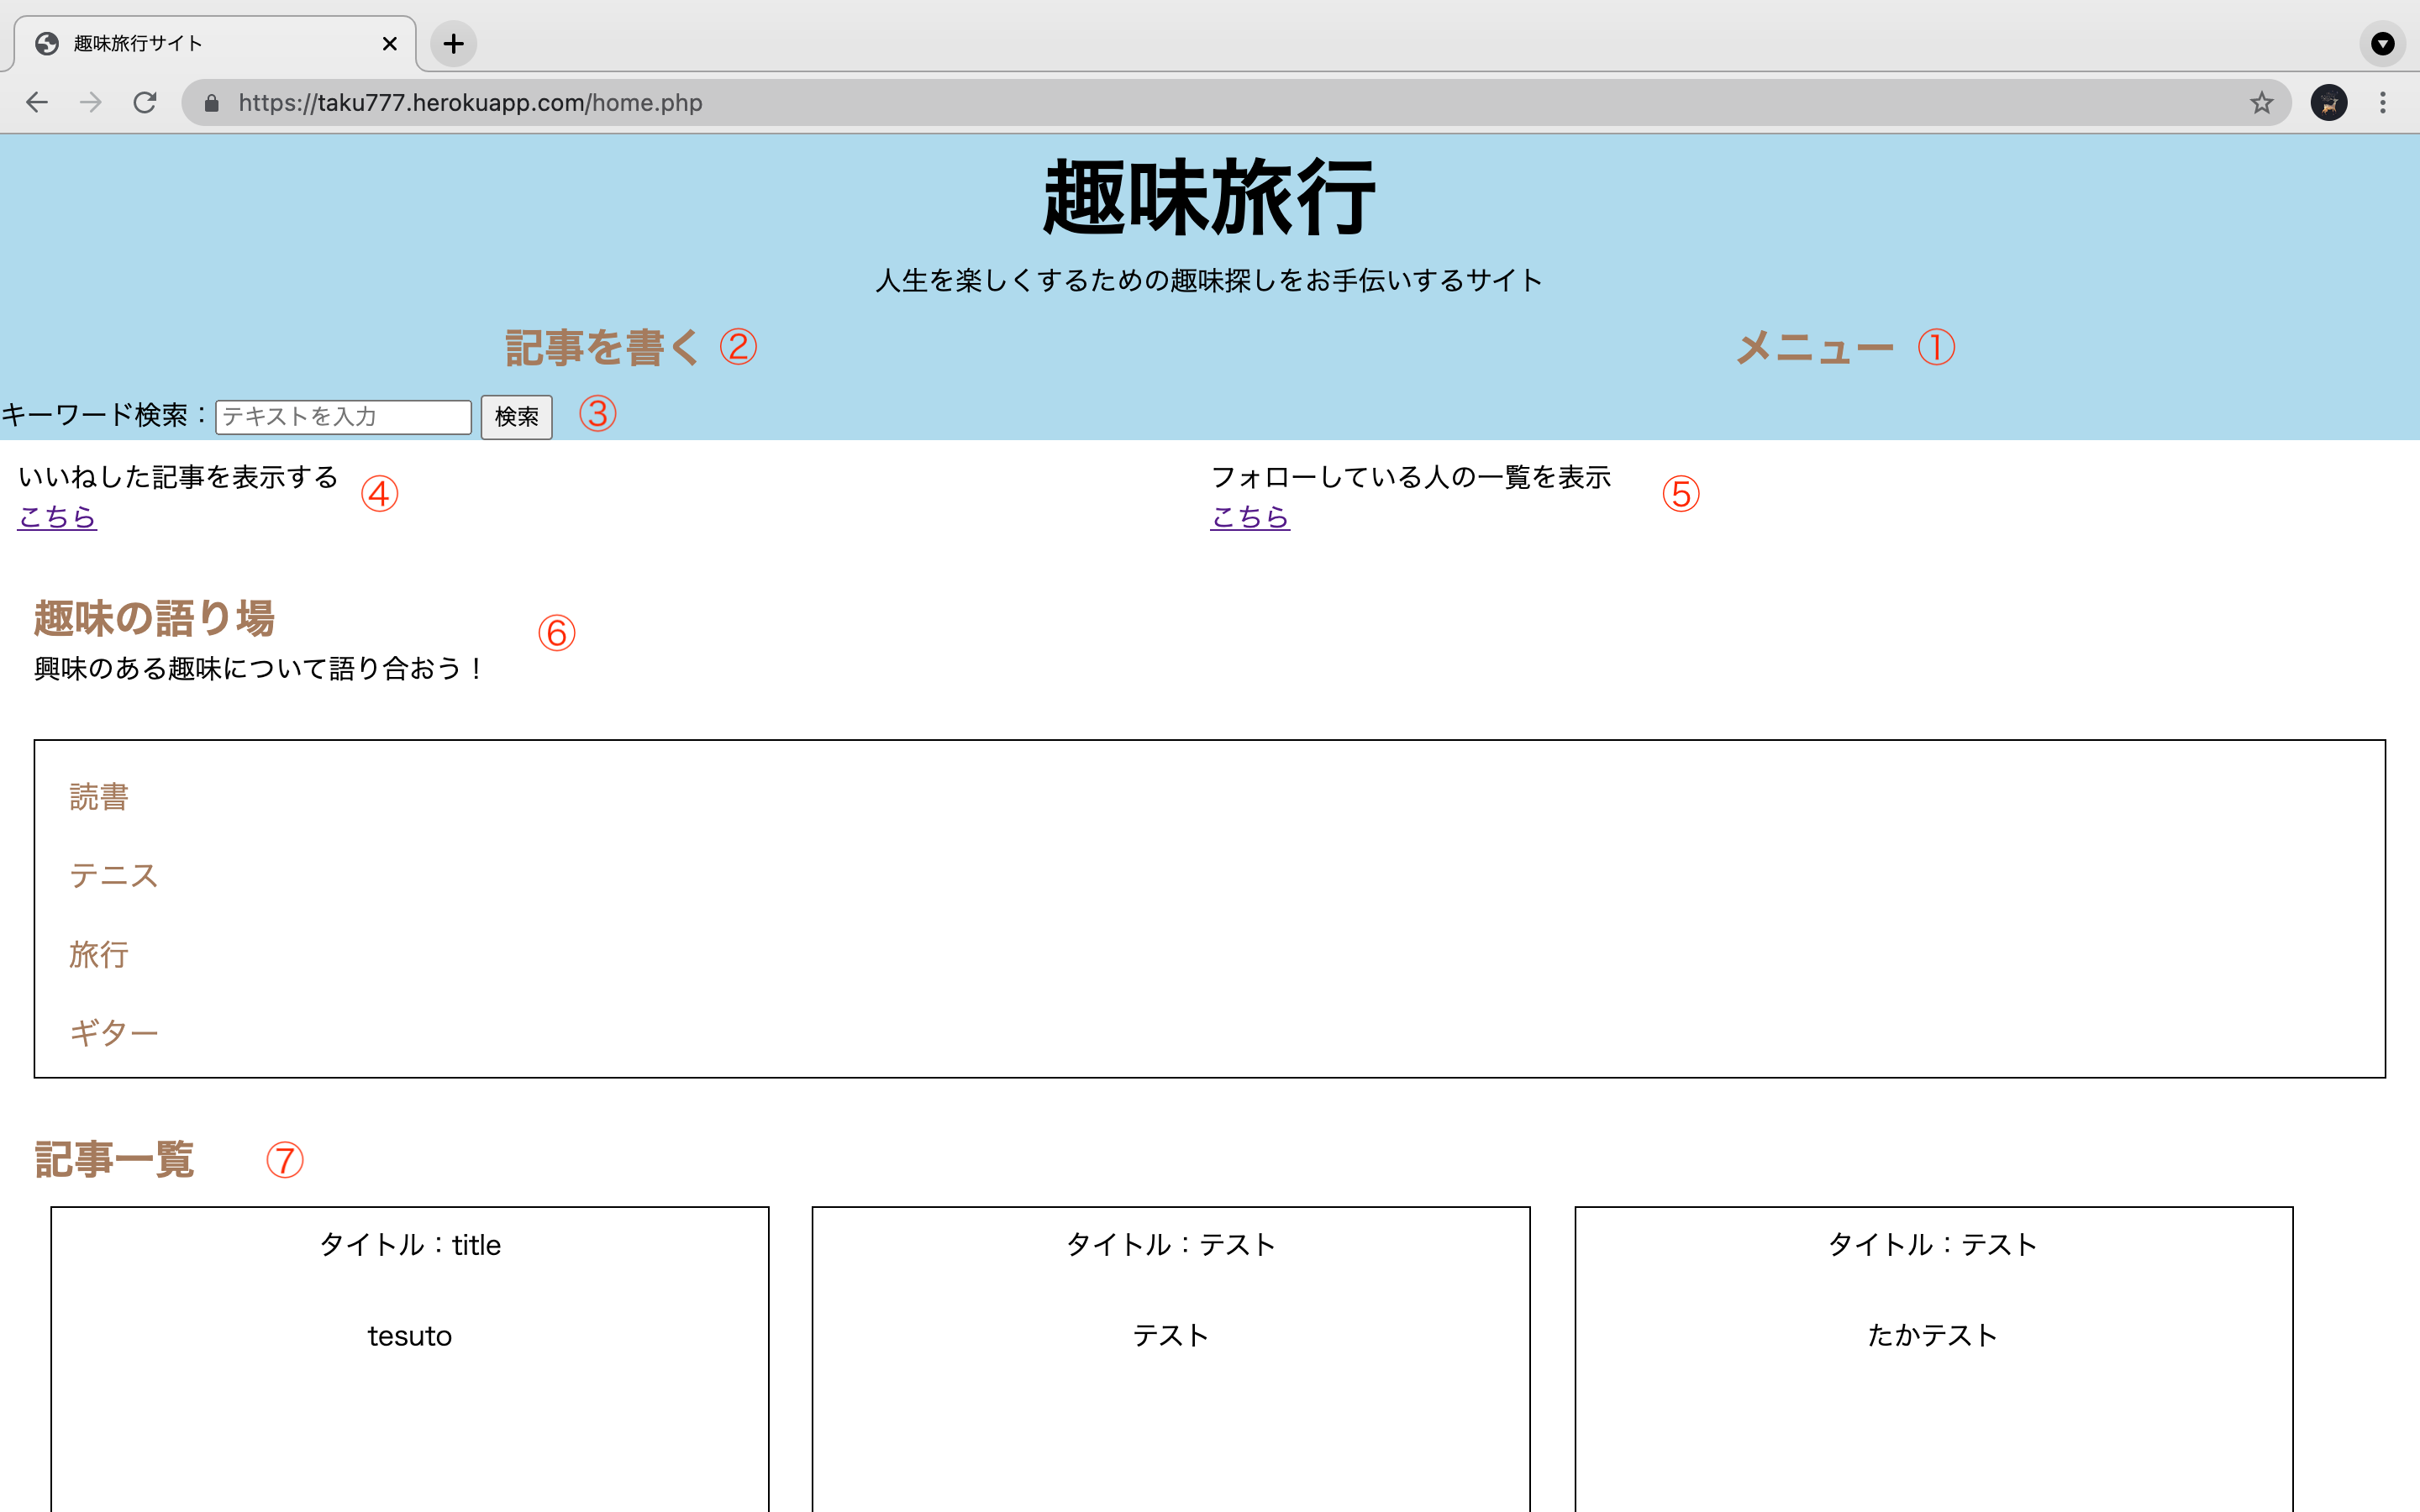 趣味旅行サイト
https://taku777.herokuapp.com/home.php
趣味旅行
人生を楽しくするための趣味探しをお手伝いするサイト
記事を書く ② メニュー ①
キーワード検索：テキストを入力 検索 ③
いいねした記事を表示する ④
こちら
フォローしている人の一覧を表示 ⑤
こちら
趣味の語り場 ⑥
興味のある趣味について語り合おう！
読書
テニス
旅行
ギター
記事一覧 ⑦
タイトル：title
tesuto
タイトル：テスト
テスト
タイトル：テスト
たかテスト